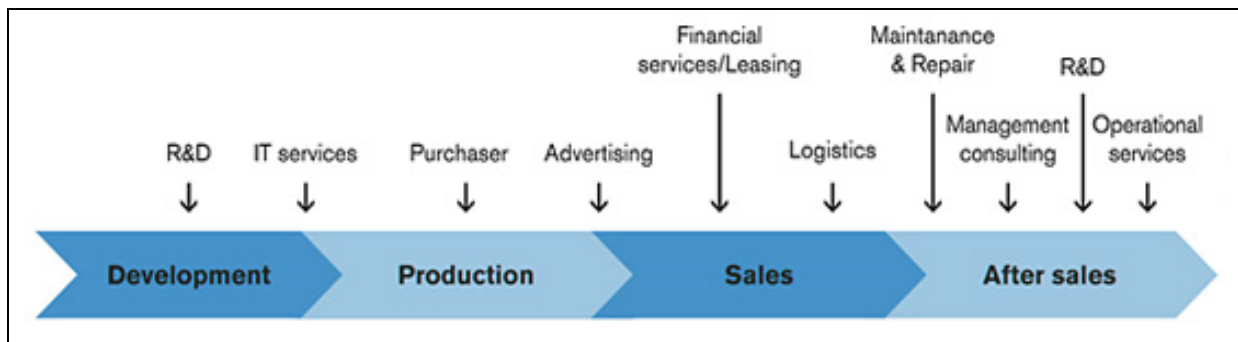 Financial
services/Leasing
Maintanance
& Repair
R&D
R&D
IT services
Purchaser
Advertising
Logistics
Management
consulting
Operational
services
Development
Production
Sales
After sales